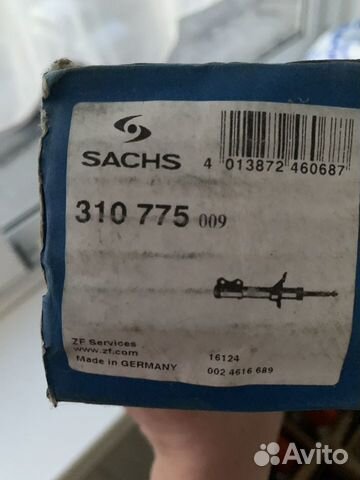 SACHS
4 013872 460687
310 775 009
ZF Services
www.zf.com
Made in GERMANY
16124
002 4616 689
Avito